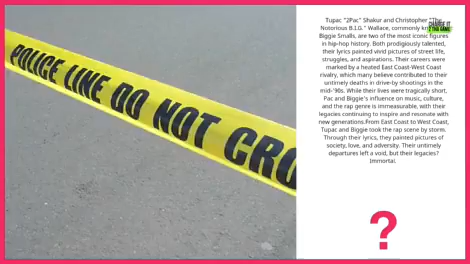 POLICE LINE DO NOT CRO
Tupac "2Pac" Shakur and Christopher "The
Notorious B.I.G." Wallace, commonly
Biggie Smalls, are two of the most iconic figures
in hip-hop history. Both prodigiously talented,
their lyrics painted vivid pictures of street life,
struggles, and aspirations. Their careers were
marked by a heated East Coast-West Coast
rivalry, which many believe contributed to their
untimely deaths in drive-by shootings in the
mid-'90s. While their lives were tragically short,
Pac and Biggie's influence on music, culture,
and the rap genre is immeasurable, with their
legacies continuing to inspire and resonate with
new generations.From East Coast to West Coast,
Tupac and Biggie took the rap scene by storm.
Through their lyrics, they painted pictures of
society, love, and adversity. Their untimely
departures left a void, but their legacies?
Immortal.
?